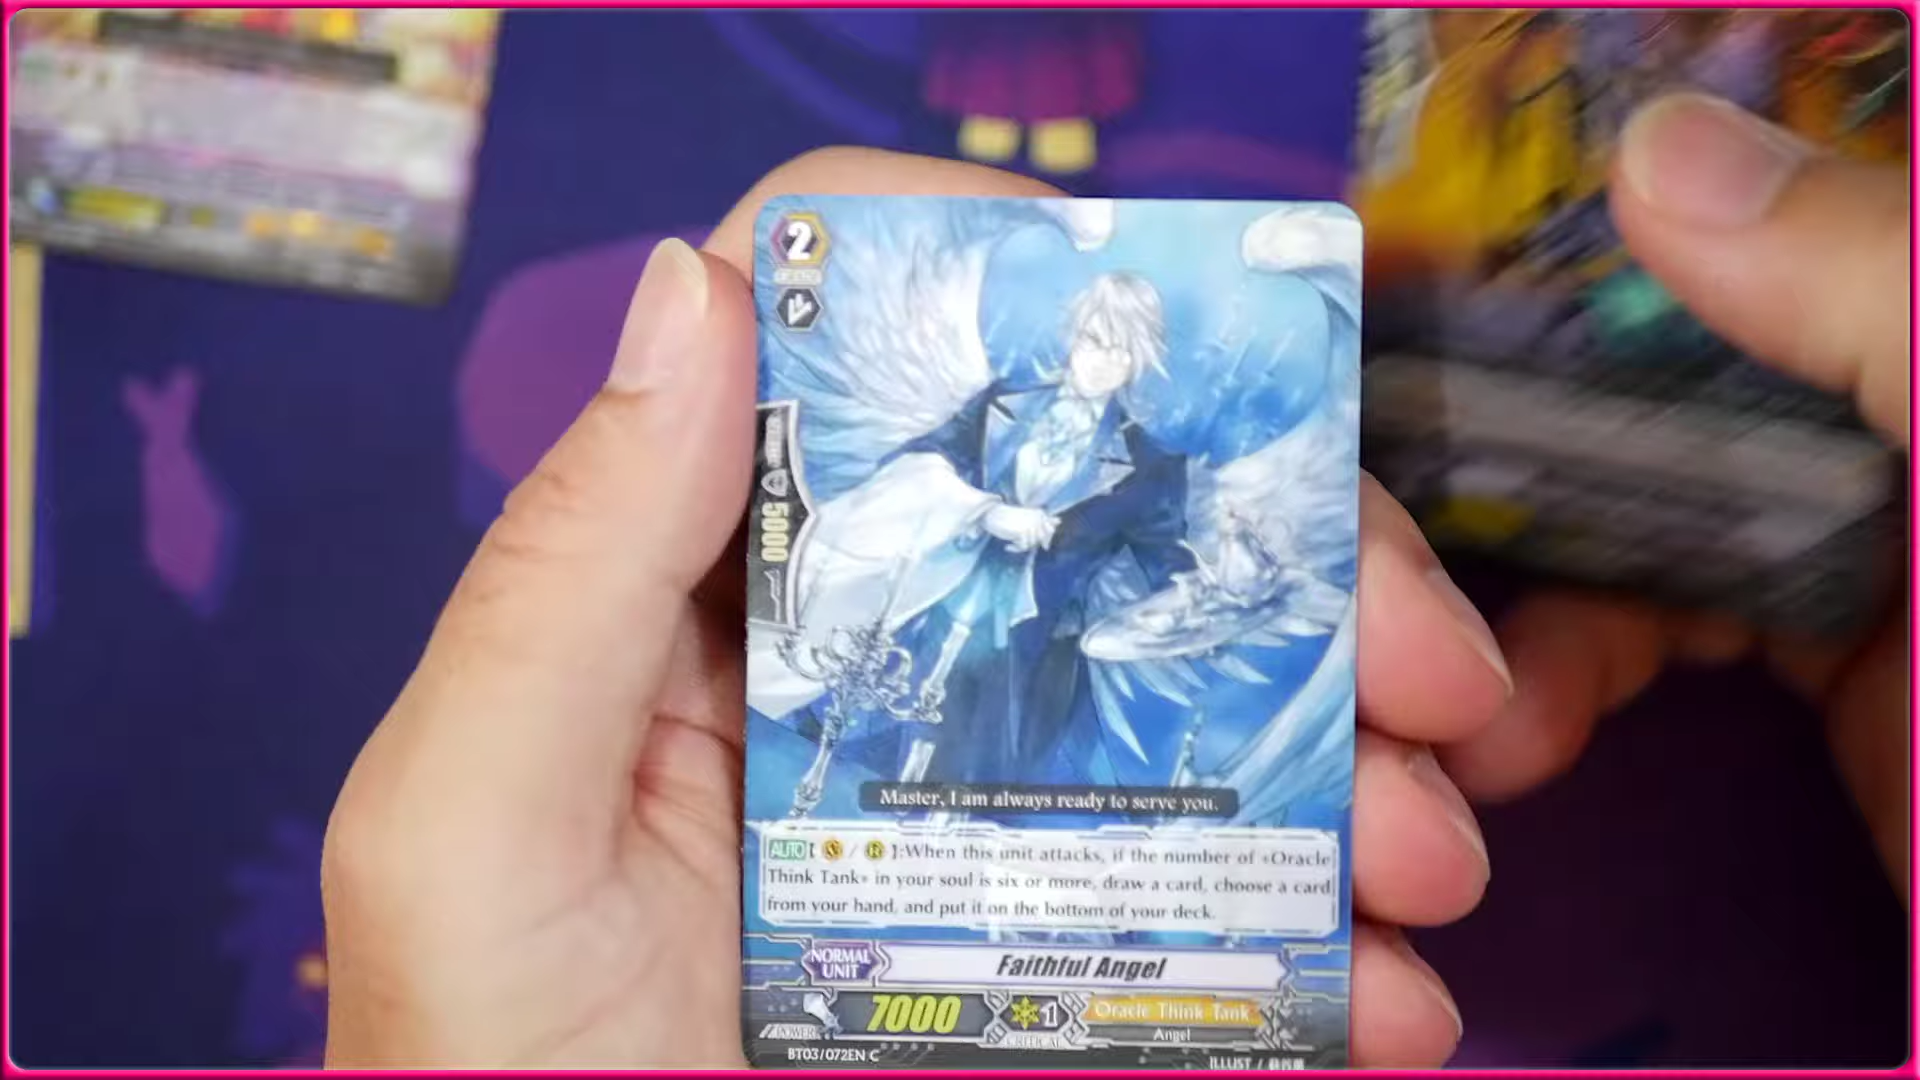 2
5000
Master, I am always ready to serve you.
AUTO【 V / R 】:When this unit attacks, if the number of «Oracle
Think Tank» in your soul is six or more, draw a card, choose a card
from your hand, and put it on the bottom of your deck.
NORMAL
UNIT
Faithful Angel
POWER
7000
1
CRITICAL
Oracle Think Tank
Angel
BT03/072EN C
ILLUST /